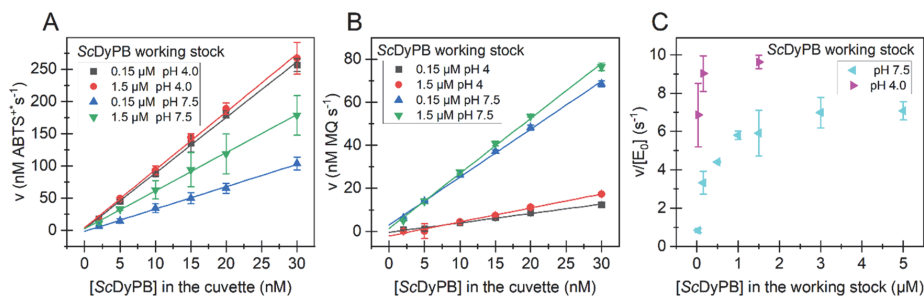 A
ScDyPB working stock
0.15 μM pH 4.0
1.5 μM pH 4.0
0.15 μM pH 7.5
1.5 μM pH 7.5
v (nM ABTS⁺•s⁻¹)
250
200
150
100
50
0
0 5 10 15 20 25 30
[ScDyPB] in the cuvette (nM)
B
ScDyPB working stock
0.15 μM pH 4
1.5 μM pH 4
0.15 μM pH 7.5
1.5 μM pH 7.5
v (nM MQ s⁻¹)
80
60
40
20
0
0 5 10 15 20 25 30
[ScDyPB] in the cuvette (nM)
C
ScDyPB working stock
pH 7.5
pH 4.0
v/[E₀] (s⁻¹)
10
8
6
4
2
0
0 1 2 3 4 5
[ScDyPB] in the working stock (μM)